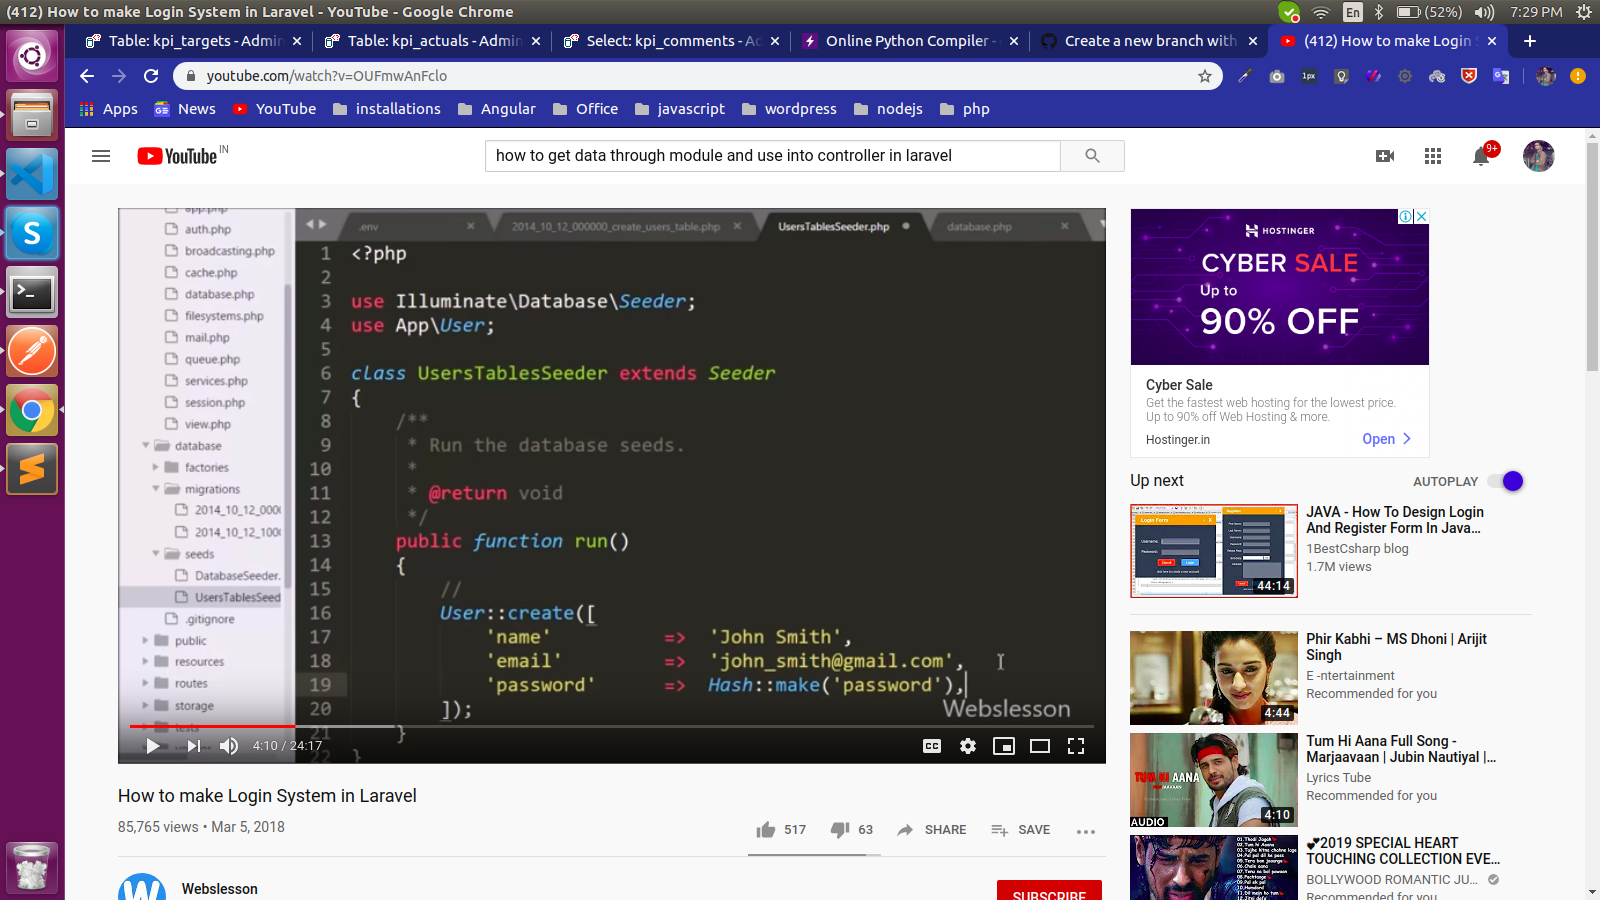 (412) How to make Login System in Laravel - YouTube - Google Chrome
En
(52%)
7:29 PM
Table: kpi_targets - Admin
Table: kpi_actuals - Admin
Select: kpi_comments - Ad
Online Python Compiler -
Create a new branch with
(412) How to make Login S
youtube.com/watch?v=OUFmwAnFclo
1px
Apps
News
YouTube
installations
Angular
Office
javascript
wordpress
nodejs
php
YouTube IN
how to get data through module and use into controller in laravel
9+
app.php
auth.php
broadcasting.php
cache.php
database.php
filesystems.php
mail.php
queue.php
services.php
session.php
view.php
database
factories
migrations
2014_10_12_000
2014_10_12_100
seeds
DatabaseSeeder.
UsersTablesSeed
.gitignore
public
resources
routes
storage
tests
.env
2014_10_12_000000_create_users_table.php
UsersTablesSeeder.php
database.php
1 <?php
2
3 use Illuminate\Database\Seeder;
4 use App\User;
5
6 class UsersTablesSeeder extends Seeder
7 {
8 /**
9 * Run the database seeds.
10 *
11 * @return void
12 */
13 public function run()
14 {
15 //
16 User::create([
17 'name' => 'John Smith',
18 'email' => 'john_smith@gmail.com',
19 'password' => Hash::make('password'),
20 ]);
21 }
22 }
Webslesson
4:10 / 24:17
CC
How to make Login System in Laravel
85,765 views • Mar 5, 2018
517
63
SHARE
SAVE
Webslesson
SUBSCRIBE
HOSTINGER
CYBER SALE
Up to
90% OFF
Cyber Sale
Get the fastest web hosting for the lowest price.
Up to 90% off Web Hosting & more.
Hostinger.in
Open
Up next
AUTOPLAY
Login Form
44:14
JAVA - How To Design Login
And Register Form In Java...
1BestCsharp blog
1.7M views
4:44
Phir Kabhi – MS Dhoni | Arijit
Singh
E -ntertainment
Recommended for you
TUM HI AANA
AUDIO
4:10
Tum Hi Aana Full Song -
Marjaavaan | Jubin Nautiyal |...
Lyrics Tube
Recommended for you
💕2019 SPECIAL HEART
TOUCHING COLLECTION EVE...
BOLLYWOOD ROMANTIC JU...
Recommended for you